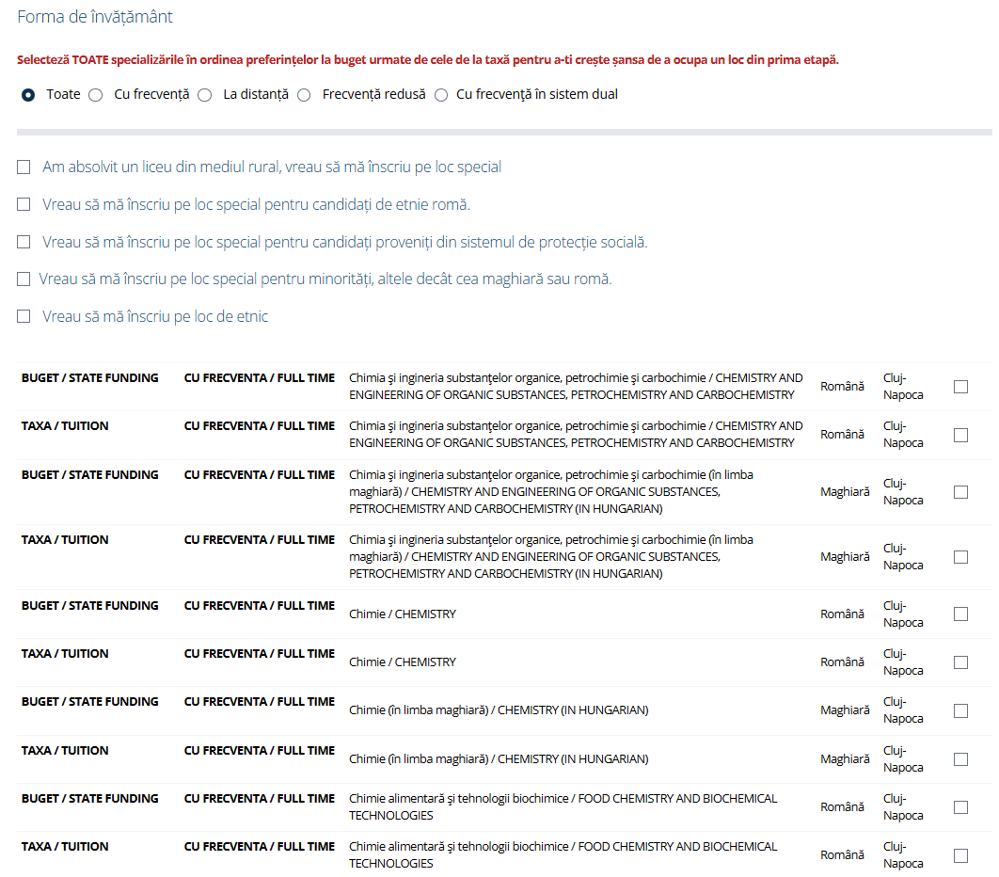 Forma de învățământ
Selecteză TOATE specializările în ordinea preferințelor la buget urmate de cele de la taxă pentru a-ti crește șansa de a ocupa un loc din prima etapă.
Toate Cu frecvență La distanță Frecvență redusă Cu frecvenţă în sistem dual
Am absolvit un liceu din mediul rural, vreau să mă înscriu pe loc special
Vreau să mă înscriu pe loc special pentru candidați de etnie romă.
Vreau să mă înscriu pe loc special pentru candidați proveniți din sistemul de protecție socială.
Vreau să mă înscriu pe loc special pentru minorități, altele decât cea maghiară sau romă.
Vreau să mă înscriu pe loc de etnic
BUGET / STATE FUNDING CU FRECVENTA / FULL TIME Chimia şi ingineria substanţelor organice, petrochimie şi carbochimie / CHEMISTRY AND
ENGINEERING OF ORGANIC SUBSTANCES, PETROCHEMISTRY AND CARBOCHEMISTRY Română Cluj-
Napoca
TAXA / TUITION CU FRECVENTA / FULL TIME Chimia şi ingineria substanţelor organice, petrochimie şi carbochimie / CHEMISTRY AND
ENGINEERING OF ORGANIC SUBSTANCES, PETROCHEMISTRY AND CARBOCHEMISTRY Română Cluj-
Napoca
BUGET / STATE FUNDING CU FRECVENTA / FULL TIME Chimia şi ingineria substanţelor organice, petrochimie şi carbochimie (în limba
maghiară) / CHEMISTRY AND ENGINEERING OF ORGANIC SUBSTANCES,
PETROCHEMISTRY AND CARBOCHEMISTRY (IN HUNGARIAN) Maghiară Cluj-
Napoca
TAXA / TUITION CU FRECVENTA / FULL TIME Chimia şi ingineria substanţelor organice, petrochimie şi carbochimie (în limba
maghiară) / CHEMISTRY AND ENGINEERING OF ORGANIC SUBSTANCES,
PETROCHEMISTRY AND CARBOCHEMISTRY (IN HUNGARIAN) Maghiară Cluj-
Napoca
BUGET / STATE FUNDING CU FRECVENTA / FULL TIME Chimie / CHEMISTRY Română Cluj-
Napoca
TAXA / TUITION CU FRECVENTA / FULL TIME Chimie / CHEMISTRY Română Cluj-
Napoca
BUGET / STATE FUNDING CU FRECVENTA / FULL TIME Chimie (în limba maghiară) / CHEMISTRY (IN HUNGARIAN) Maghiară Cluj-
Napoca
TAXA / TUITION CU FRECVENTA / FULL TIME Chimie (în limba maghiară) / CHEMISTRY (IN HUNGARIAN) Maghiară Cluj-
Napoca
BUGET / STATE FUNDING CU FRECVENTA / FULL TIME Chimie alimentară şi tehnologii biochimice / FOOD CHEMISTRY AND BIOCHEMICAL
TECHNOLOGIES Română Cluj-
Napoca
TAXA / TUITION CU FRECVENTA / FULL TIME Chimie alimentară şi tehnologii biochimice / FOOD CHEMISTRY AND BIOCHEMICAL
TECHNOLOGIES Română Cluj-
Napoca